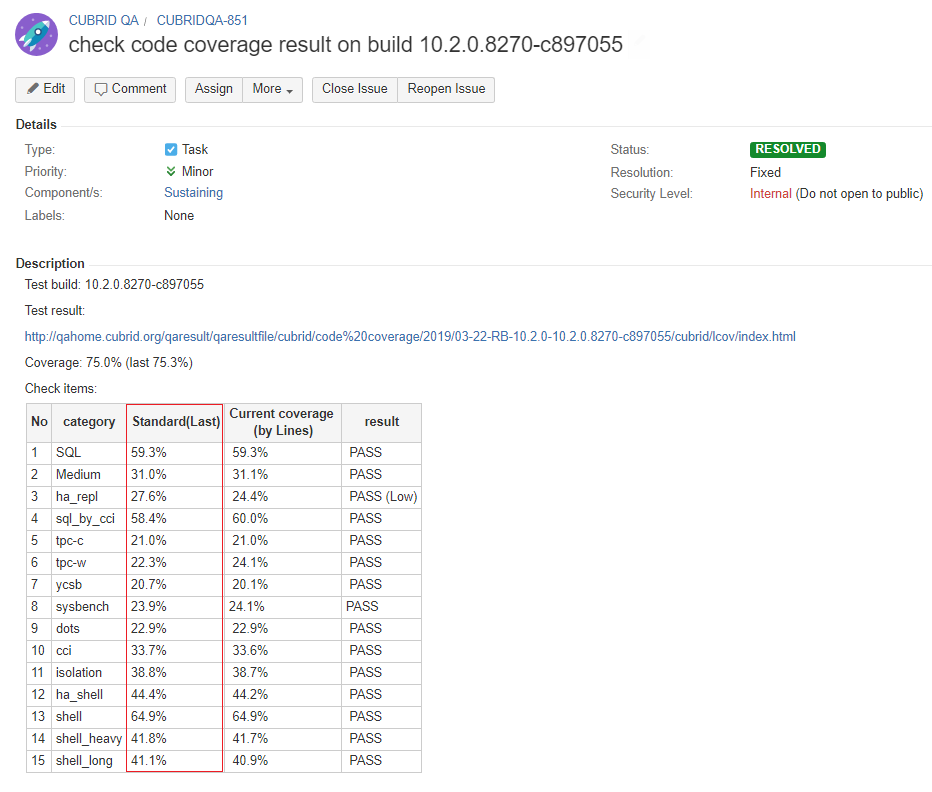 CUBRID QA / CUBRIDQA-851
check code coverage result on build 10.2.0.8270-c897055
Edit Comment Assign More Close Issue Reopen Issue
Details
Type: Task Status: RESOLVED
Priority: Minor Resolution: Fixed
Component/s: Sustaining Security Level: Internal (Do not open to public)
Labels: None
Description
Test build: 10.2.0.8270-c897055
Test result:
http://qahome.cubrid.org/qaresult/qaresultfile/cubrid/code%20coverage/2019/03-22-RB-10.2.0-10.2.0.8270-c897055/cubrid/lcov/index.html
Coverage: 75.0% (last 75.3%)
Check items:
No category Standard(Last) Current coverage (by Lines) result
1 SQL 59.3% 59.3% PASS
2 Medium 31.0% 31.1% PASS
3 ha_repl 27.6% 24.4% PASS (Low)
4 sql_by_cci 58.4% 60.0% PASS
5 tpc-c 21.0% 21.0% PASS
6 tpc-w 22.3% 24.1% PASS
7 ycsb 20.7% 20.1% PASS
8 sysbench 23.9% 24.1% PASS
9 dots 22.9% 22.9% PASS
10 cci 33.7% 33.6% PASS
11 isolation 38.8% 38.7% PASS
12 ha_shell 44.4% 44.2% PASS
13 shell 64.9% 64.9% PASS
14 shell_heavy 41.8% 41.7% PASS
15 shell_long 41.1% 40.9% PASS